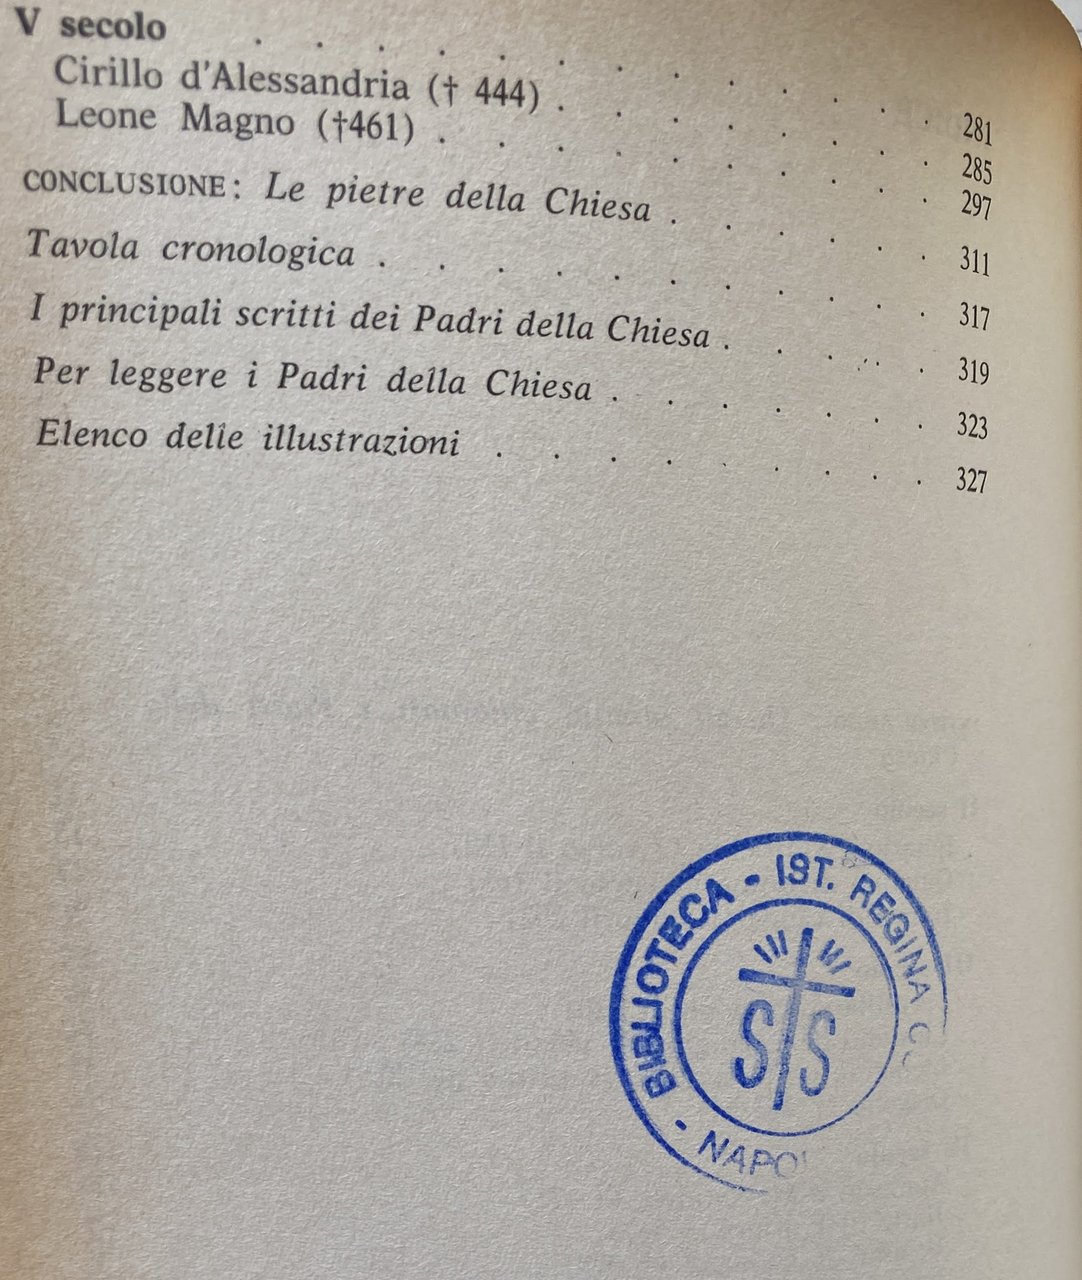 V secolo . . . . . . . . . . . . 281
Cirillo d'Alessandria († 444) . . . . . . . 285
Leone Magno (†461) . . . . . . . . . 297
CONCLUSIONE: Le pietre della Chiesa . . . . . . 311
Tavola cronologica . . . . . . . . . . 317
I principali scritti dei Padri della Chiesa . . . . . 319
Per leggere i Padri della Chiesa . . . . . . . 323
Elenco delle illustrazioni . . . . . . . . 327
BIBLIOTECA - IST. REGINA
- NAPO
S S